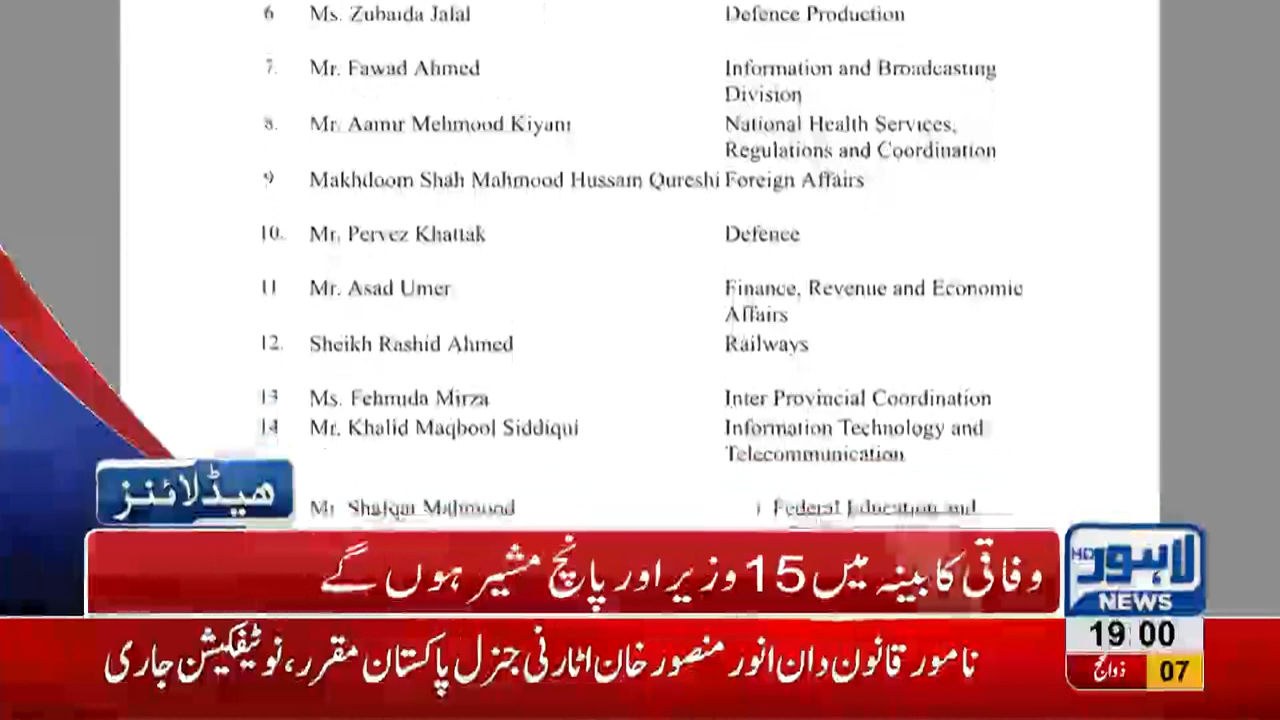 6 Ms. Zubaida Jalal Defence Production
7. Mr. Fawad Ahmed Information and Broadcasting
Division
8. Mr. Aamir Mehmood Kiyani National Health Services,
Regulations and Coordination
9 Makhdoom Shah Mahmood Hussain Qureshi Foreign Affairs
10. Mr. Pervez Khattak Defence
11 Mr. Asad Umer Finance, Revenue and Economic
Affairs
12. Sheikh Rashid Ahmed Railways
13 Ms. Fehmida Mirza Inter Provincial Coordination
14 Mr. Khalid Maqbool Siddiqui Information Technology and
Telecommunication
Mr Shafqat Mahmood Federal Education and
ہیڈلائنز
وفاقی کابینہ میں 15 وزیر اور پانچ مشیر ہوں گے
HD لاہور
NEWS
19:00
07 ذوالحج
نامور قانون دان انور منصور خان اٹارنی جنرل پاکستان مقرر، نوٹیفکیشن جاری